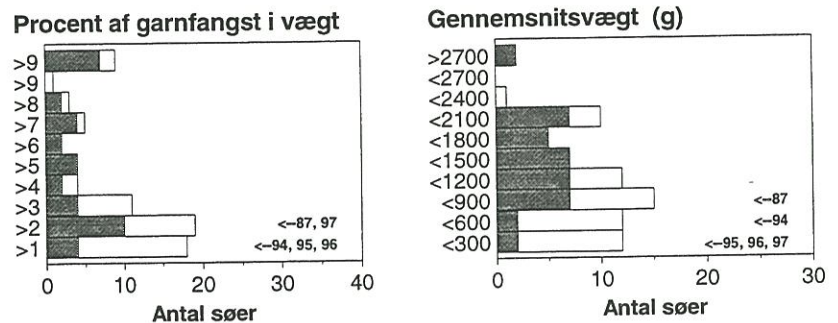 Procent af garnfangst i vægt
>9
>9
>8
>7
>6
>5
>4
>3
>2 <--87, 97
>1 <--94, 95, 96
0 10 20 30 40
Antal søer
Gennemsnitsvægt (g)
>2700
<2700
<2400
<2100
<1800
<1500
<1200
<900 <--87
<600 <--94
<300 <--95, 96, 97
0 10 20 30
Antal søer